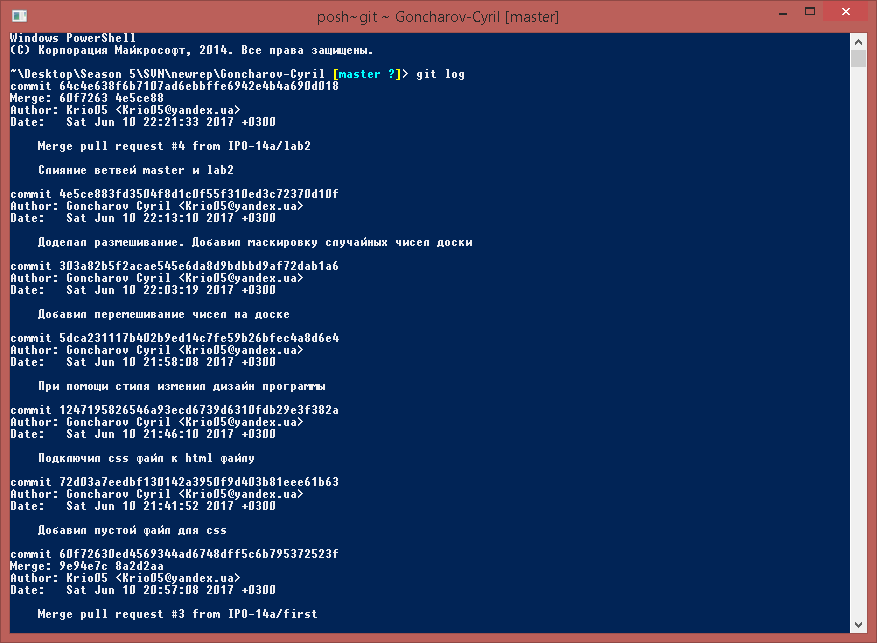 posh~git ~ Goncharov-Cyril [master]
Windows PowerShell
(C) Корпорация Майкрософт, 2014. Все права защищены.
~\Desktop\Season 5\SVN\newrep\Goncharov-Cyril [master ?]> git log
commit 64c4e638f6b7107ad6ebbffe6942e4b4a690d018
Merge: 60f7263 4e5ce88
Author: Krio05 <Krio05@yandex.ua>
Date:   Sat Jun 10 22:21:33 2017 +0300
Merge pull request #4 from IPO-14a/lab2
Слияние ветвей master и lab2
commit 4e5ce883fd3504f8d1c0f55f310ed3c72370d10f
Author: Goncharov Cyril <Krio05@yandex.ua>
Date:   Sat Jun 10 22:13:10 2017 +0300
Доделал размешивание. Добавил маскировку случайных чисел доски
commit 303a82b5f2acae545e6da8d9bdbbd9af72dab1a6
Author: Goncharov Cyril <Krio05@yandex.ua>
Date:   Sat Jun 10 22:03:19 2017 +0300
Добавил перемешивание чисел на доске
commit 5dca231117b402b9ed14c7fe59b26bfec4a8d6e4
Author: Goncharov Cyril <Krio05@yandex.ua>
Date:   Sat Jun 10 21:58:08 2017 +0300
При помощи стиля изменил дизайн программы
commit 1247195826546a93ecd6739d6310fdb29e3f382a
Author: Goncharov Cyril <Krio05@yandex.ua>
Date:   Sat Jun 10 21:46:10 2017 +0300
Подключил css файл к html файлу
commit 72d03a7eedbf130142a3950f9d403b81eee61b63
Author: Goncharov Cyril <Krio05@yandex.ua>
Date:   Sat Jun 10 21:41:52 2017 +0300
Добавил пустой файл для css
commit 60f72630ed4569344ad6748dff5c6b795372523f
Merge: 9e94e7c 8a2d2aa
Author: Krio05 <Krio05@yandex.ua>
Date:   Sat Jun 10 20:57:08 2017 +0300
Merge pull request #3 from IPO-14a/first